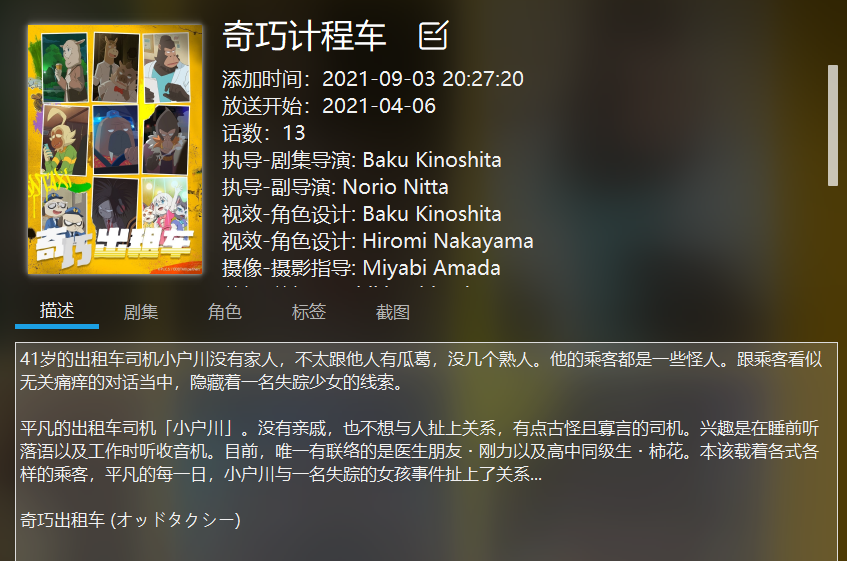 奇巧计程车
添加时间：2021-09-03 20:27:20
放送开始：2021-04-06
话数：13
执导-剧集导演: Baku Kinoshita
执导-副导演: Norio Nitta
视效-角色设计: Baku Kinoshita
视效-角色设计: Hiromi Nakayama
摄像-摄影指导: Miyabi Amada
奇巧出租车
描述 剧集 角色 标签 截图
41岁的出租车司机小户川没有家人，不太跟他人有瓜葛，没几个熟人。他的乘客都是一些怪人。跟乘客看似
无关痛痒的对话当中，隐藏着一名失踪少女的线索。
平凡的出租车司机「小户川」。没有亲戚，也不想与人扯上关系，有点古怪且寡言的司机。兴趣是在睡前听
落语以及工作时听收音机。目前，唯一有联络的是医生朋友・刚力以及高中同级生・柿花。本该载着各式各
样的乘客，平凡的每一日，小户川与一名失踪的女孩事件扯上了关系...
奇巧出租车 (オッドタクシー)